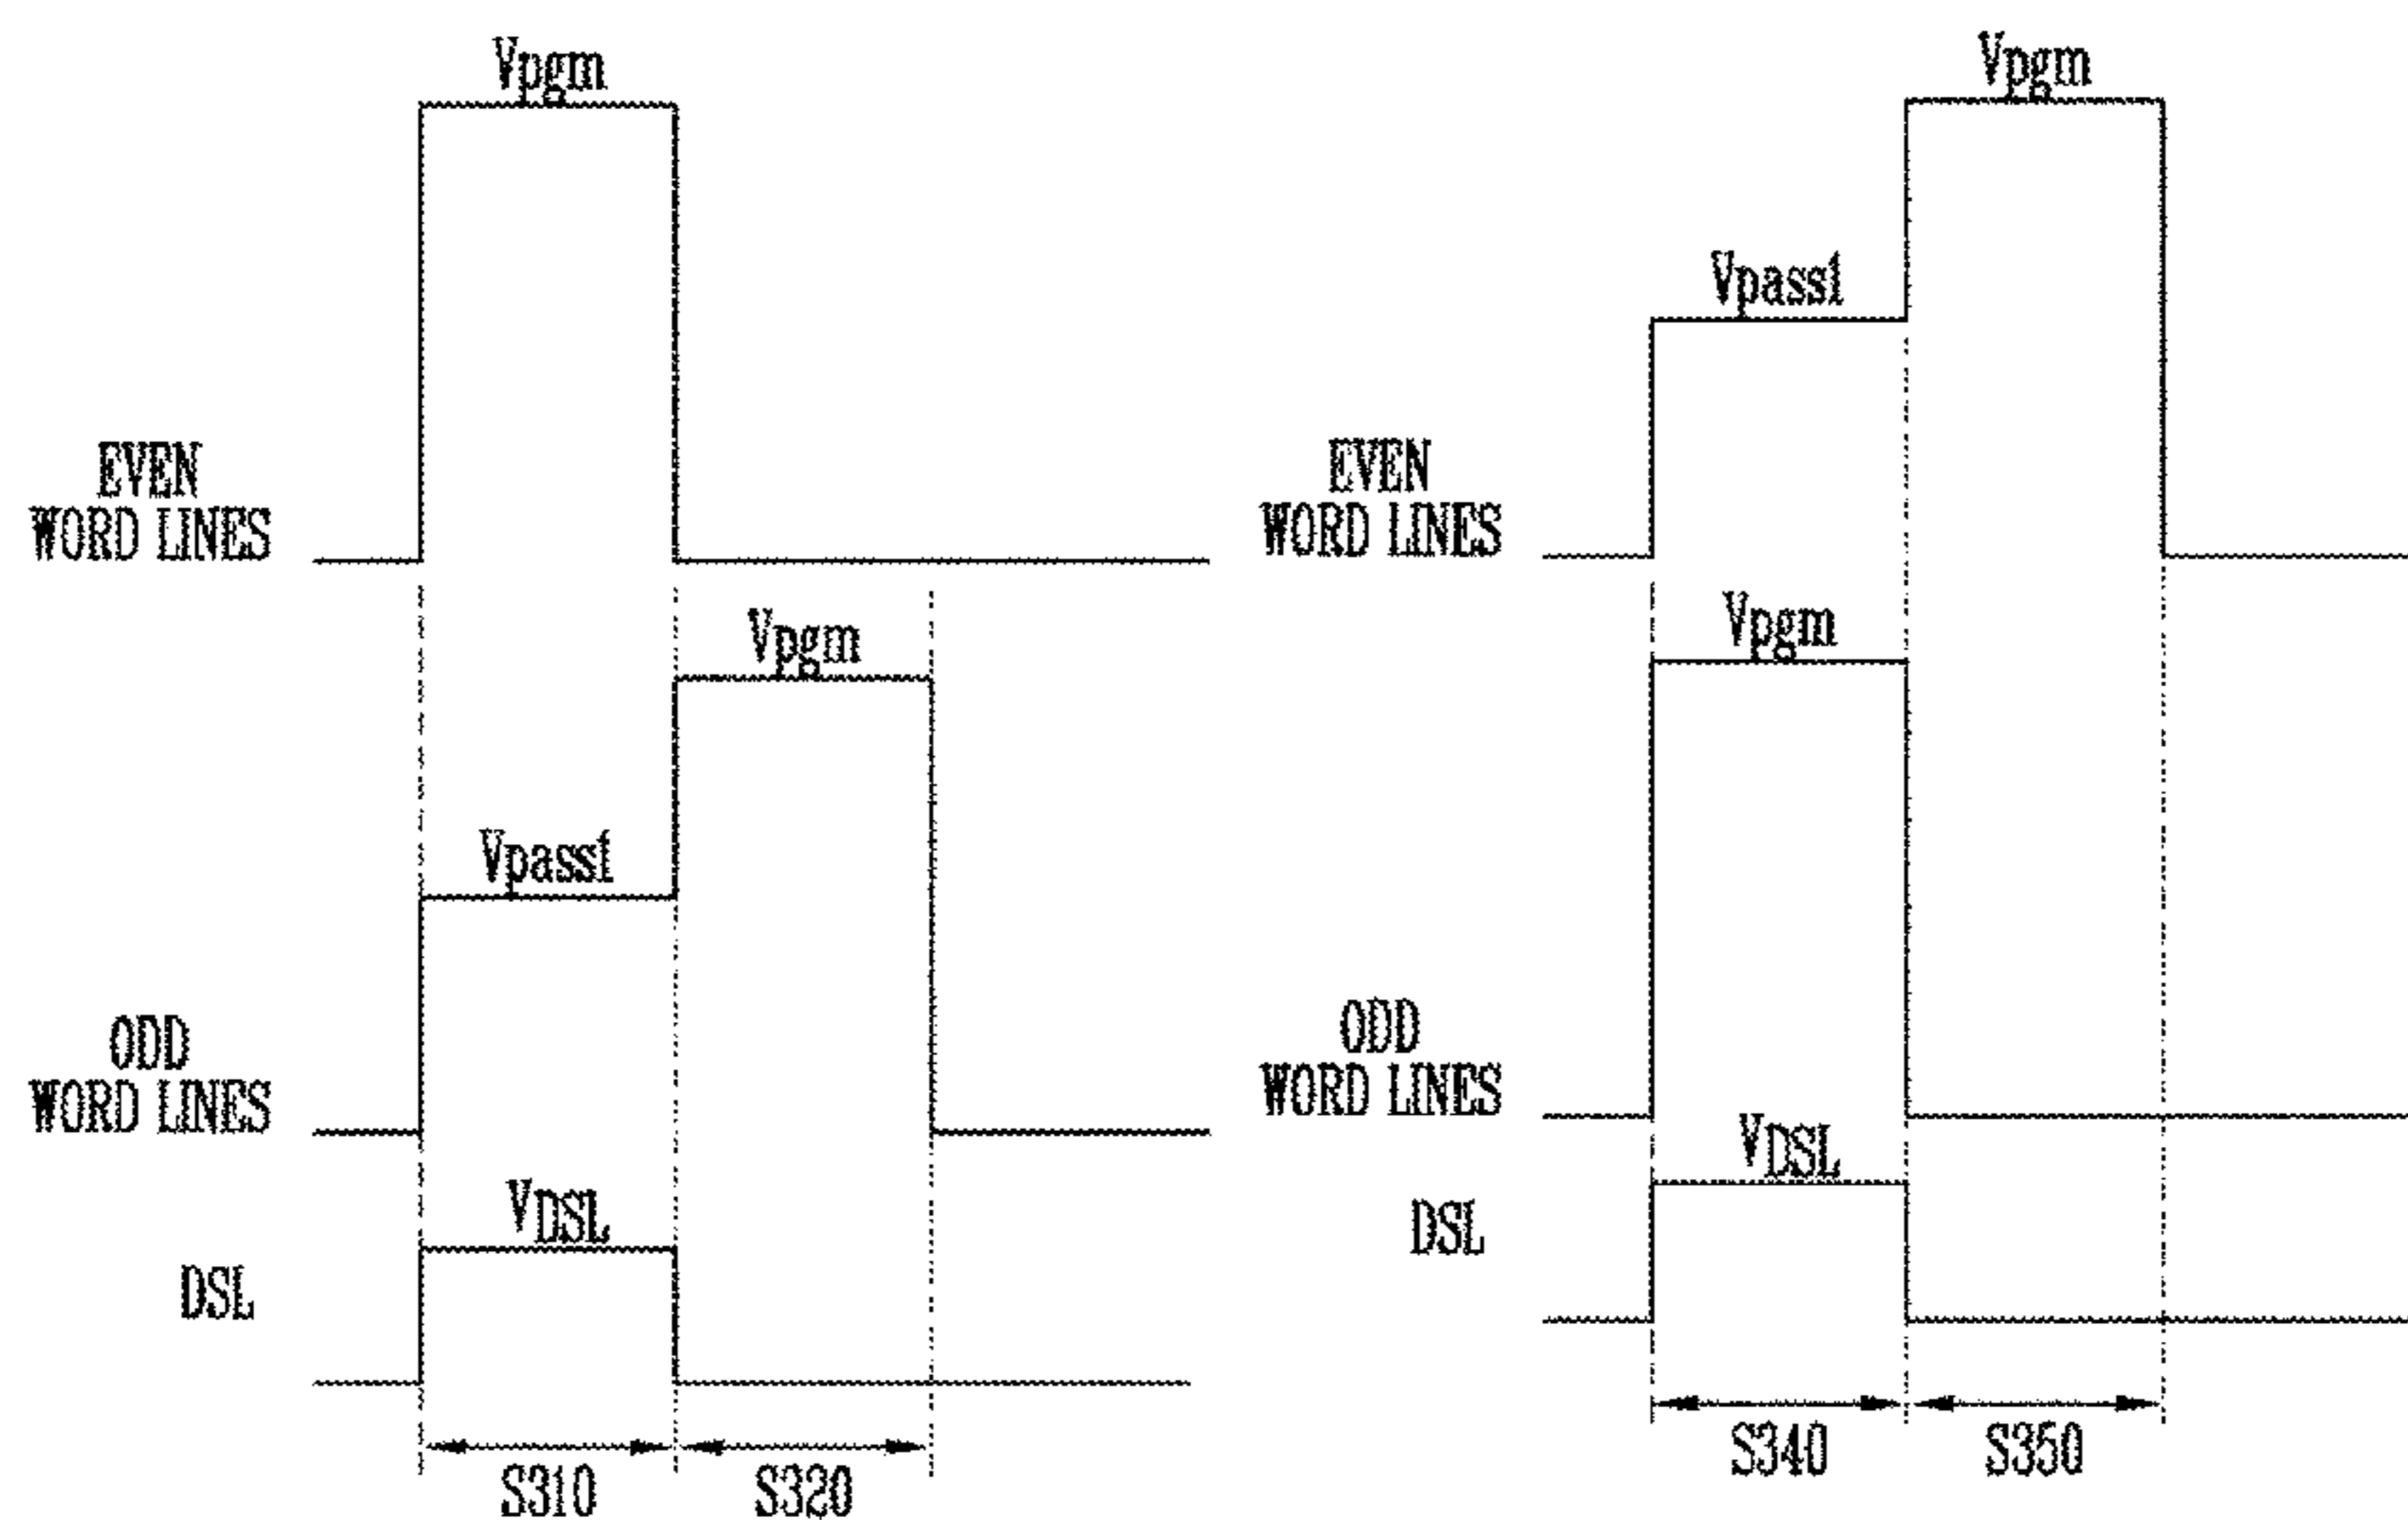 Vpgm
EVEN
WORD LINES
Vpgm
Vpass1
ODD
WORD LINES
VDSL
DSL
S310
S320
Vpgm
Vpass1
EVEN
WORD LINES
Vpgm
ODD
WORD LINES
VDSL
DSL
S340
S350